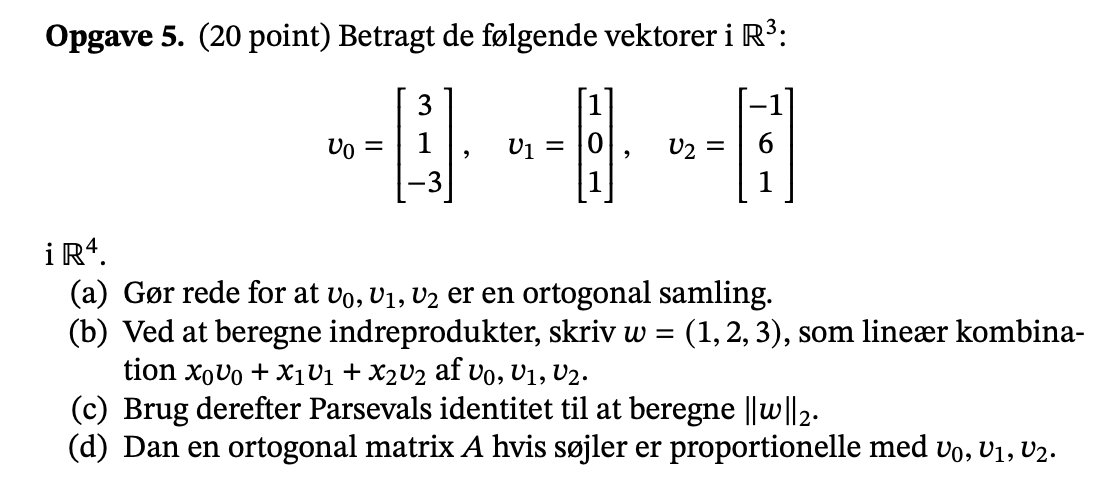 Opgave 5. (20 point) Betragt de følgende vektorer i ℝ³:
v₀ = [3 1 −3], v₁ = [1 0 1], v₂ = [−1 6 1]
i ℝ⁴.
(a) Gør rede for at v₀, v₁, v₂ er en ortogonal samling.
(b) Ved at beregne indreprodukter, skriv w = (1, 2, 3), som lineær kombina-
tion x₀v₀ + x₁v₁ + x₂v₂ af v₀, v₁, v₂.
(c) Brug derefter Parsevals identitet til at beregne ‖w‖₂.
(d) Dan en ortogonal matrix A hvis søjler er proportionelle med v₀, v₁, v₂.